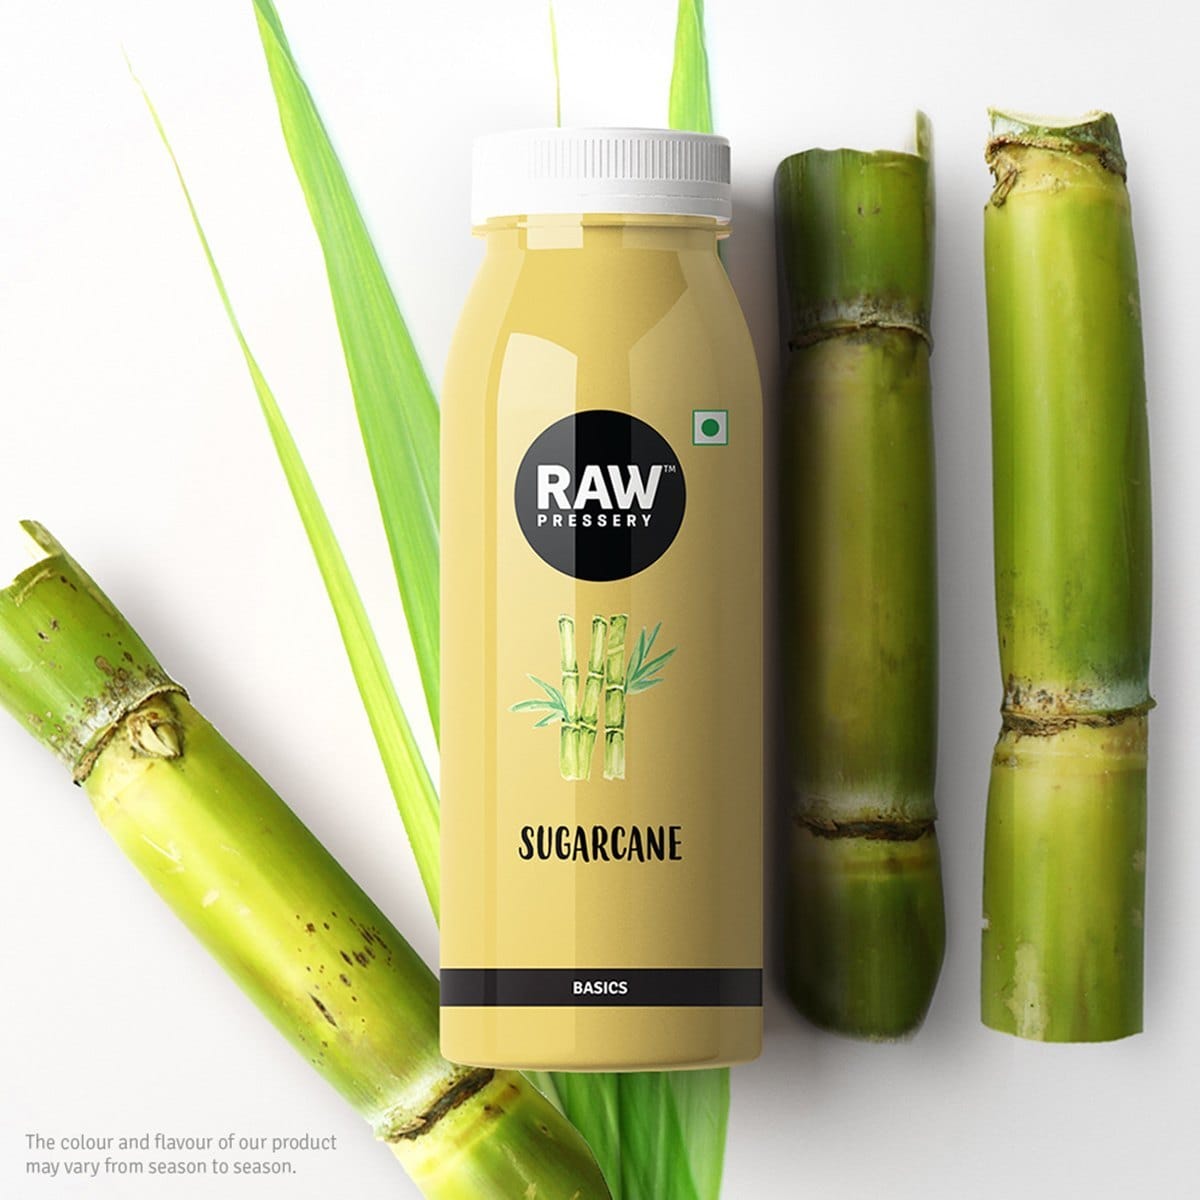 RAW™
PRESSERY
SUGARCANE
BASICS
The colour and flavour of our product
may vary from season to season.